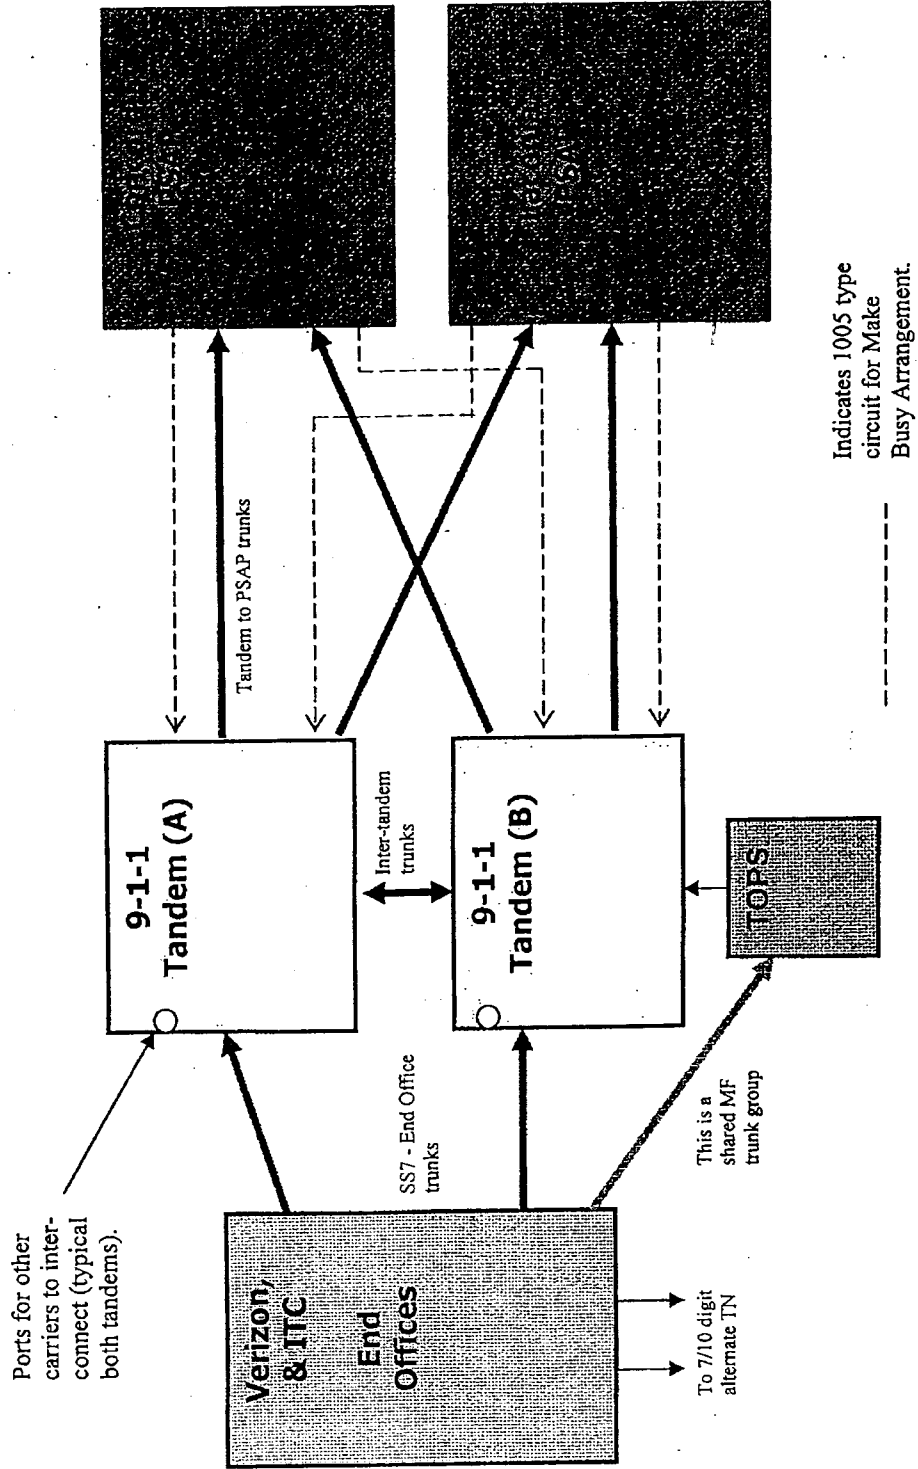 Ports for other
carriers to inter-
connect (typical
both tandems).
Verizon,
& ITC
End
Offices
To 7/10 digit
alternate TN
SS7 - End Office
trunks
This is a
shared MF
trunk group
9-1-1
Tandem (A)
Inter-tandem
trunks
9-1-1
Tandem (B)
TOPS
Tandem to PSAP trunks
Indicates 1005 type
circuit for Make
Busy Arrangement.